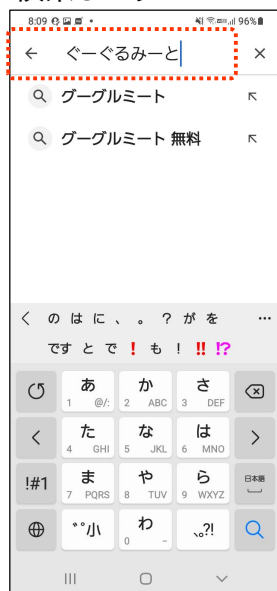 8:09 96%
ぐーぐるみーと
グーグルミート
グーグルミート 無料
の は に 、 。 ? が を ...
です と で ! も ! ‼ ⁉
あ か さ
1 @/: 2 ABC 3 DEF
た な は
4 GHI 5 JKL 6 MNO
!#1 ま や ら 日本語
7 PQRS 8 TUV 9 WXYZ
゛゜小 わ 、。?!
0 -